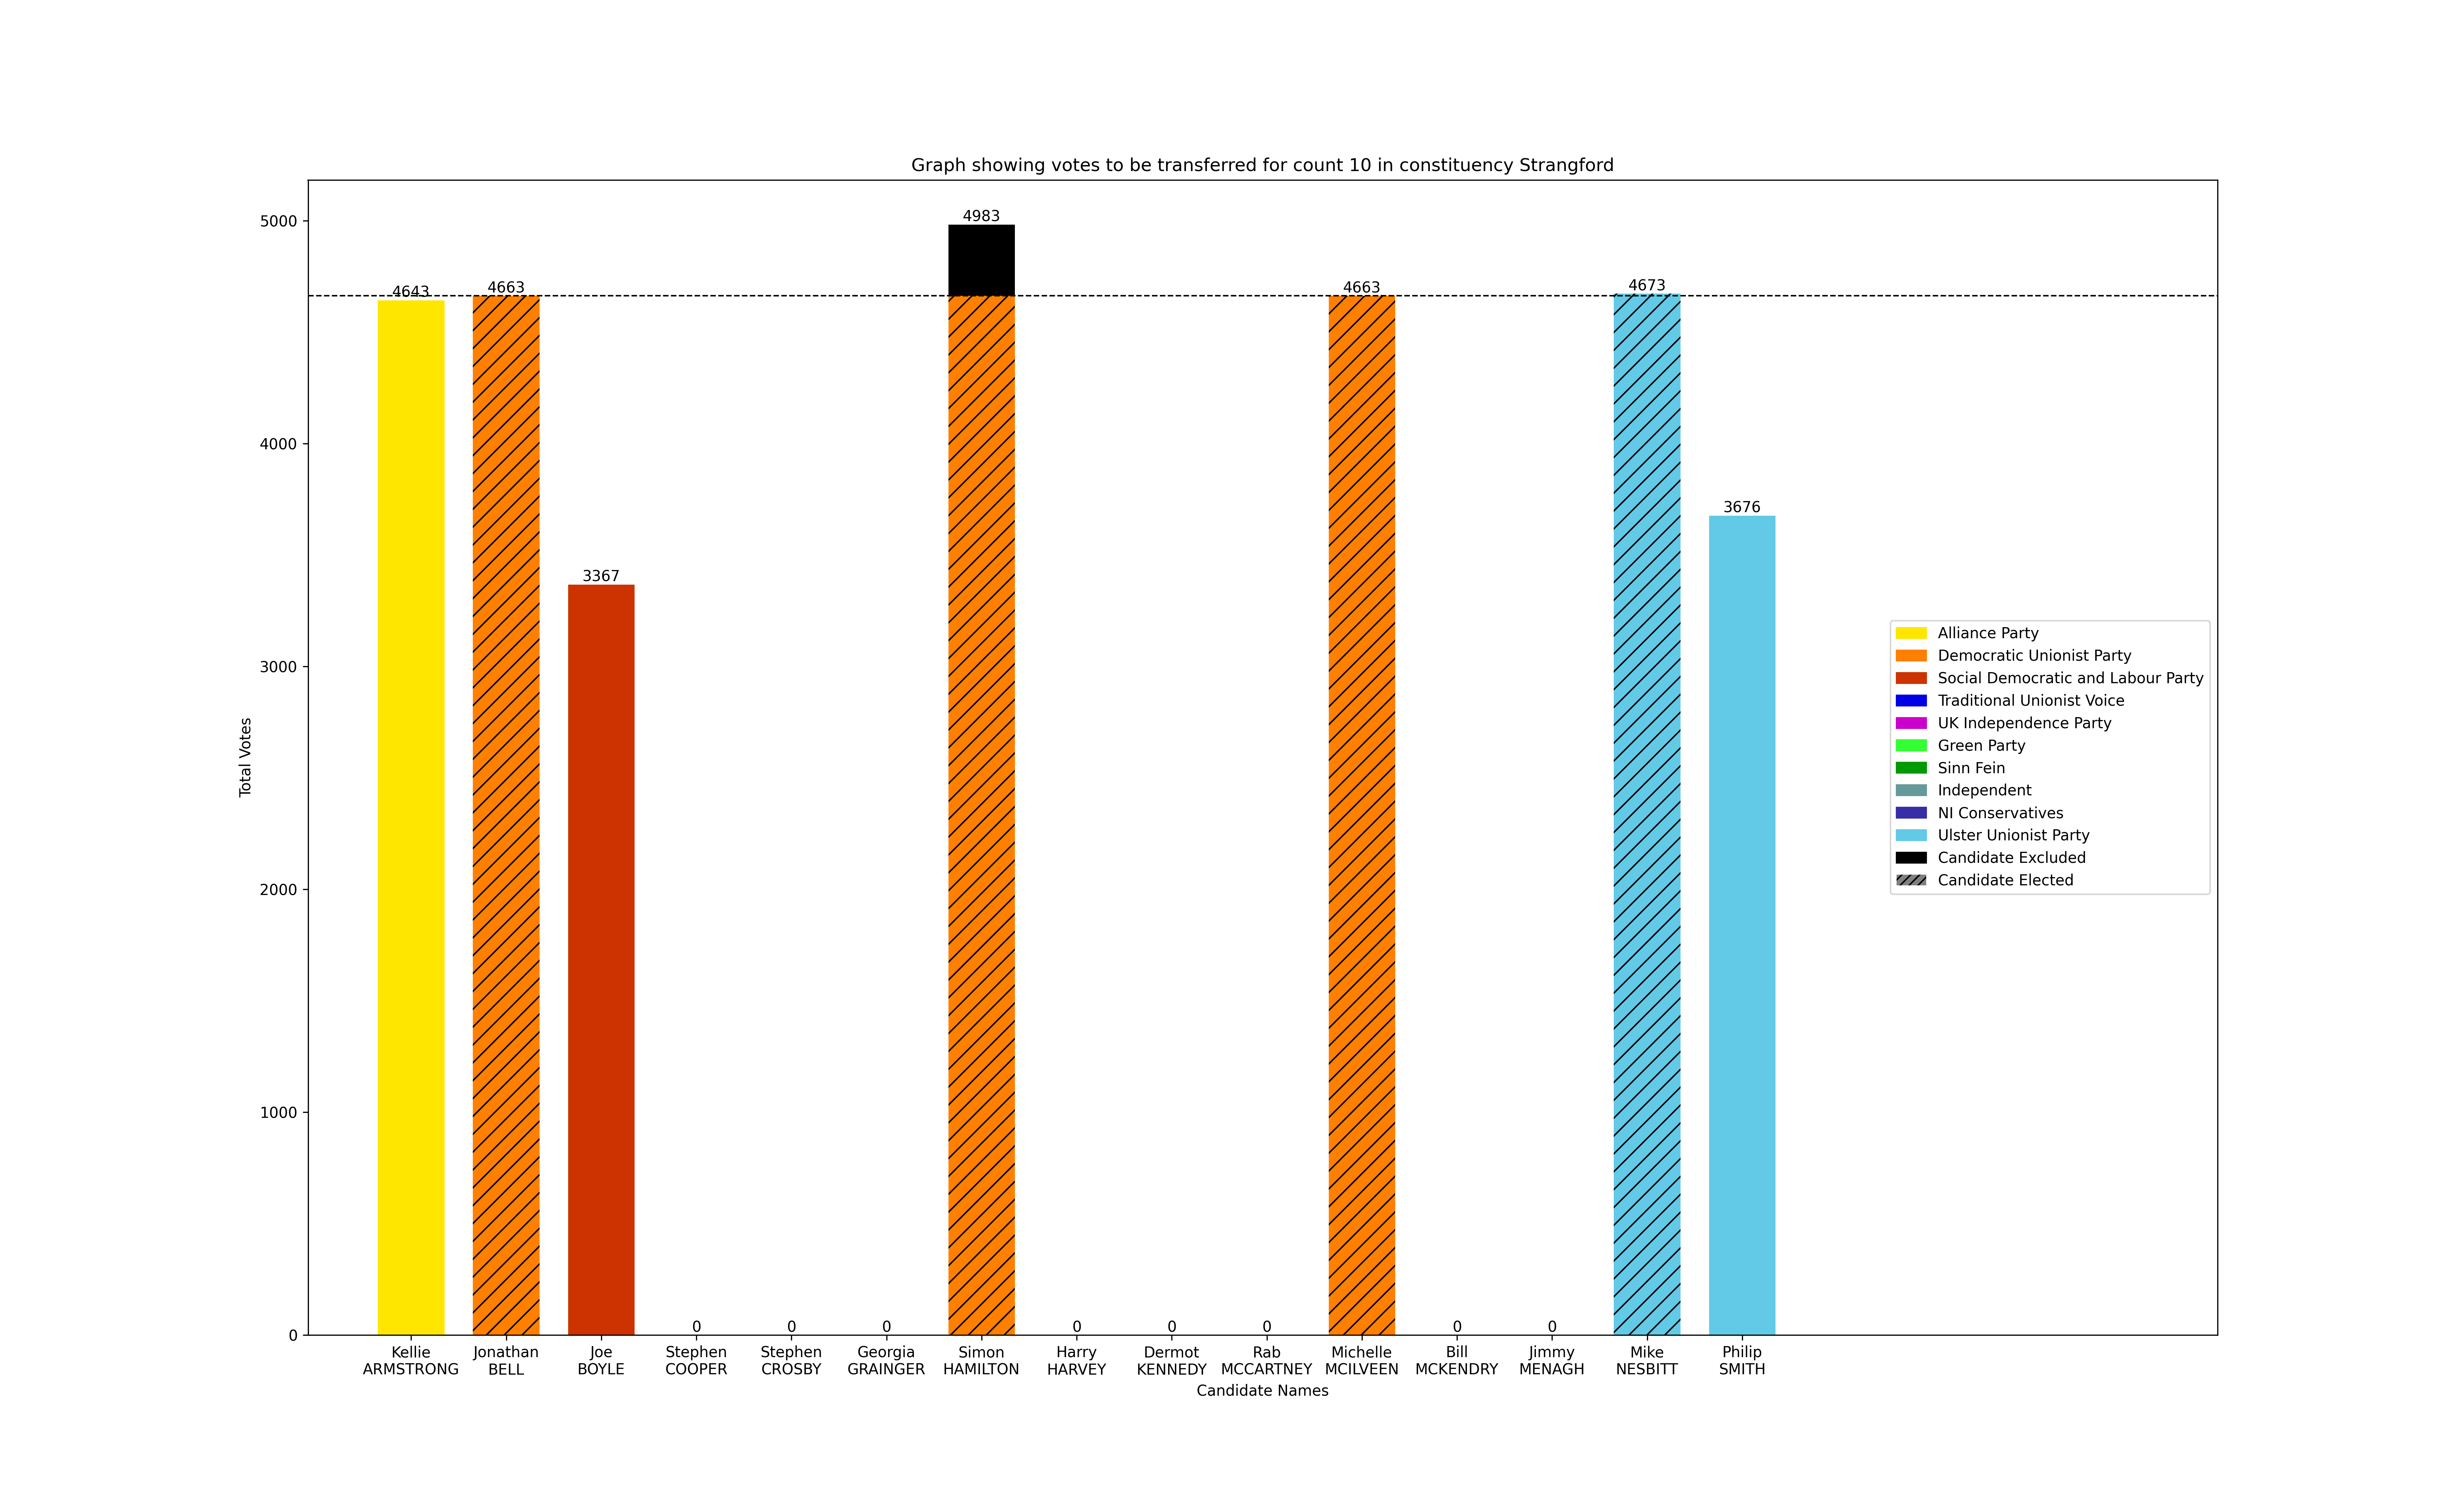 Graph showing votes to be transferred for count 10 in constituency Strangford
Total Votes
5000
4000
3000
2000
1000
0
4643
4663
3367
0
0
0
4983
0
0
0
4663
0
0
4673
3676
Kellie
ARMSTRONG
Jonathan
BELL
Joe
BOYLE
Stephen
COOPER
Stephen
CROSBY
Georgia
GRAINGER
Simon
HAMILTON
Harry
HARVEY
Dermot
KENNEDY
Rab
MCCARTNEY
Michelle
MCILVEEN
Bill
MCKENDRY
Jimmy
MENAGH
Mike
NESBITT
Philip
SMITH
Candidate Names
Alliance Party
Democratic Unionist Party
Social Democratic and Labour Party
Traditional Unionist Voice
UK Independence Party
Green Party
Sinn Fein
Independent
NI Conservatives
Ulster Unionist Party
Candidate Excluded
Candidate Elected